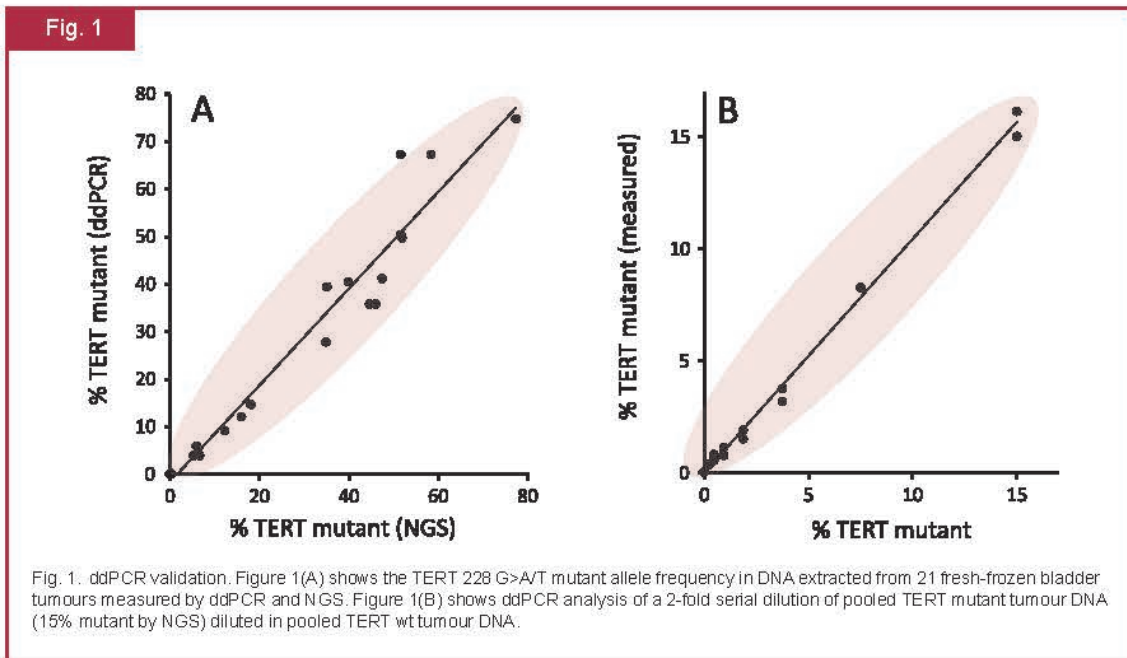 Fig. 1
A
% TERT mutant (ddPCR)
80
70
60
50
40
30
20
10
0
0 20 40 60 80
% TERT mutant (NGS)
B
% TERT mutant (measured)
15
10
5
0
0 5 10 15
% TERT mutant
Fig. 1. ddPCR validation. Figure 1(A) shows the TERT 228 G>A/T mutant allele frequency in DNA extracted from 21 fresh-frozen bladder
tumours measured by ddPCR and NGS. Figure 1(B) shows ddPCR analysis of a 2-fold serial dilution of pooled TERT mutant tumour DNA
(15% mutant by NGS) diluted in pooled TERT wt tumour DNA.